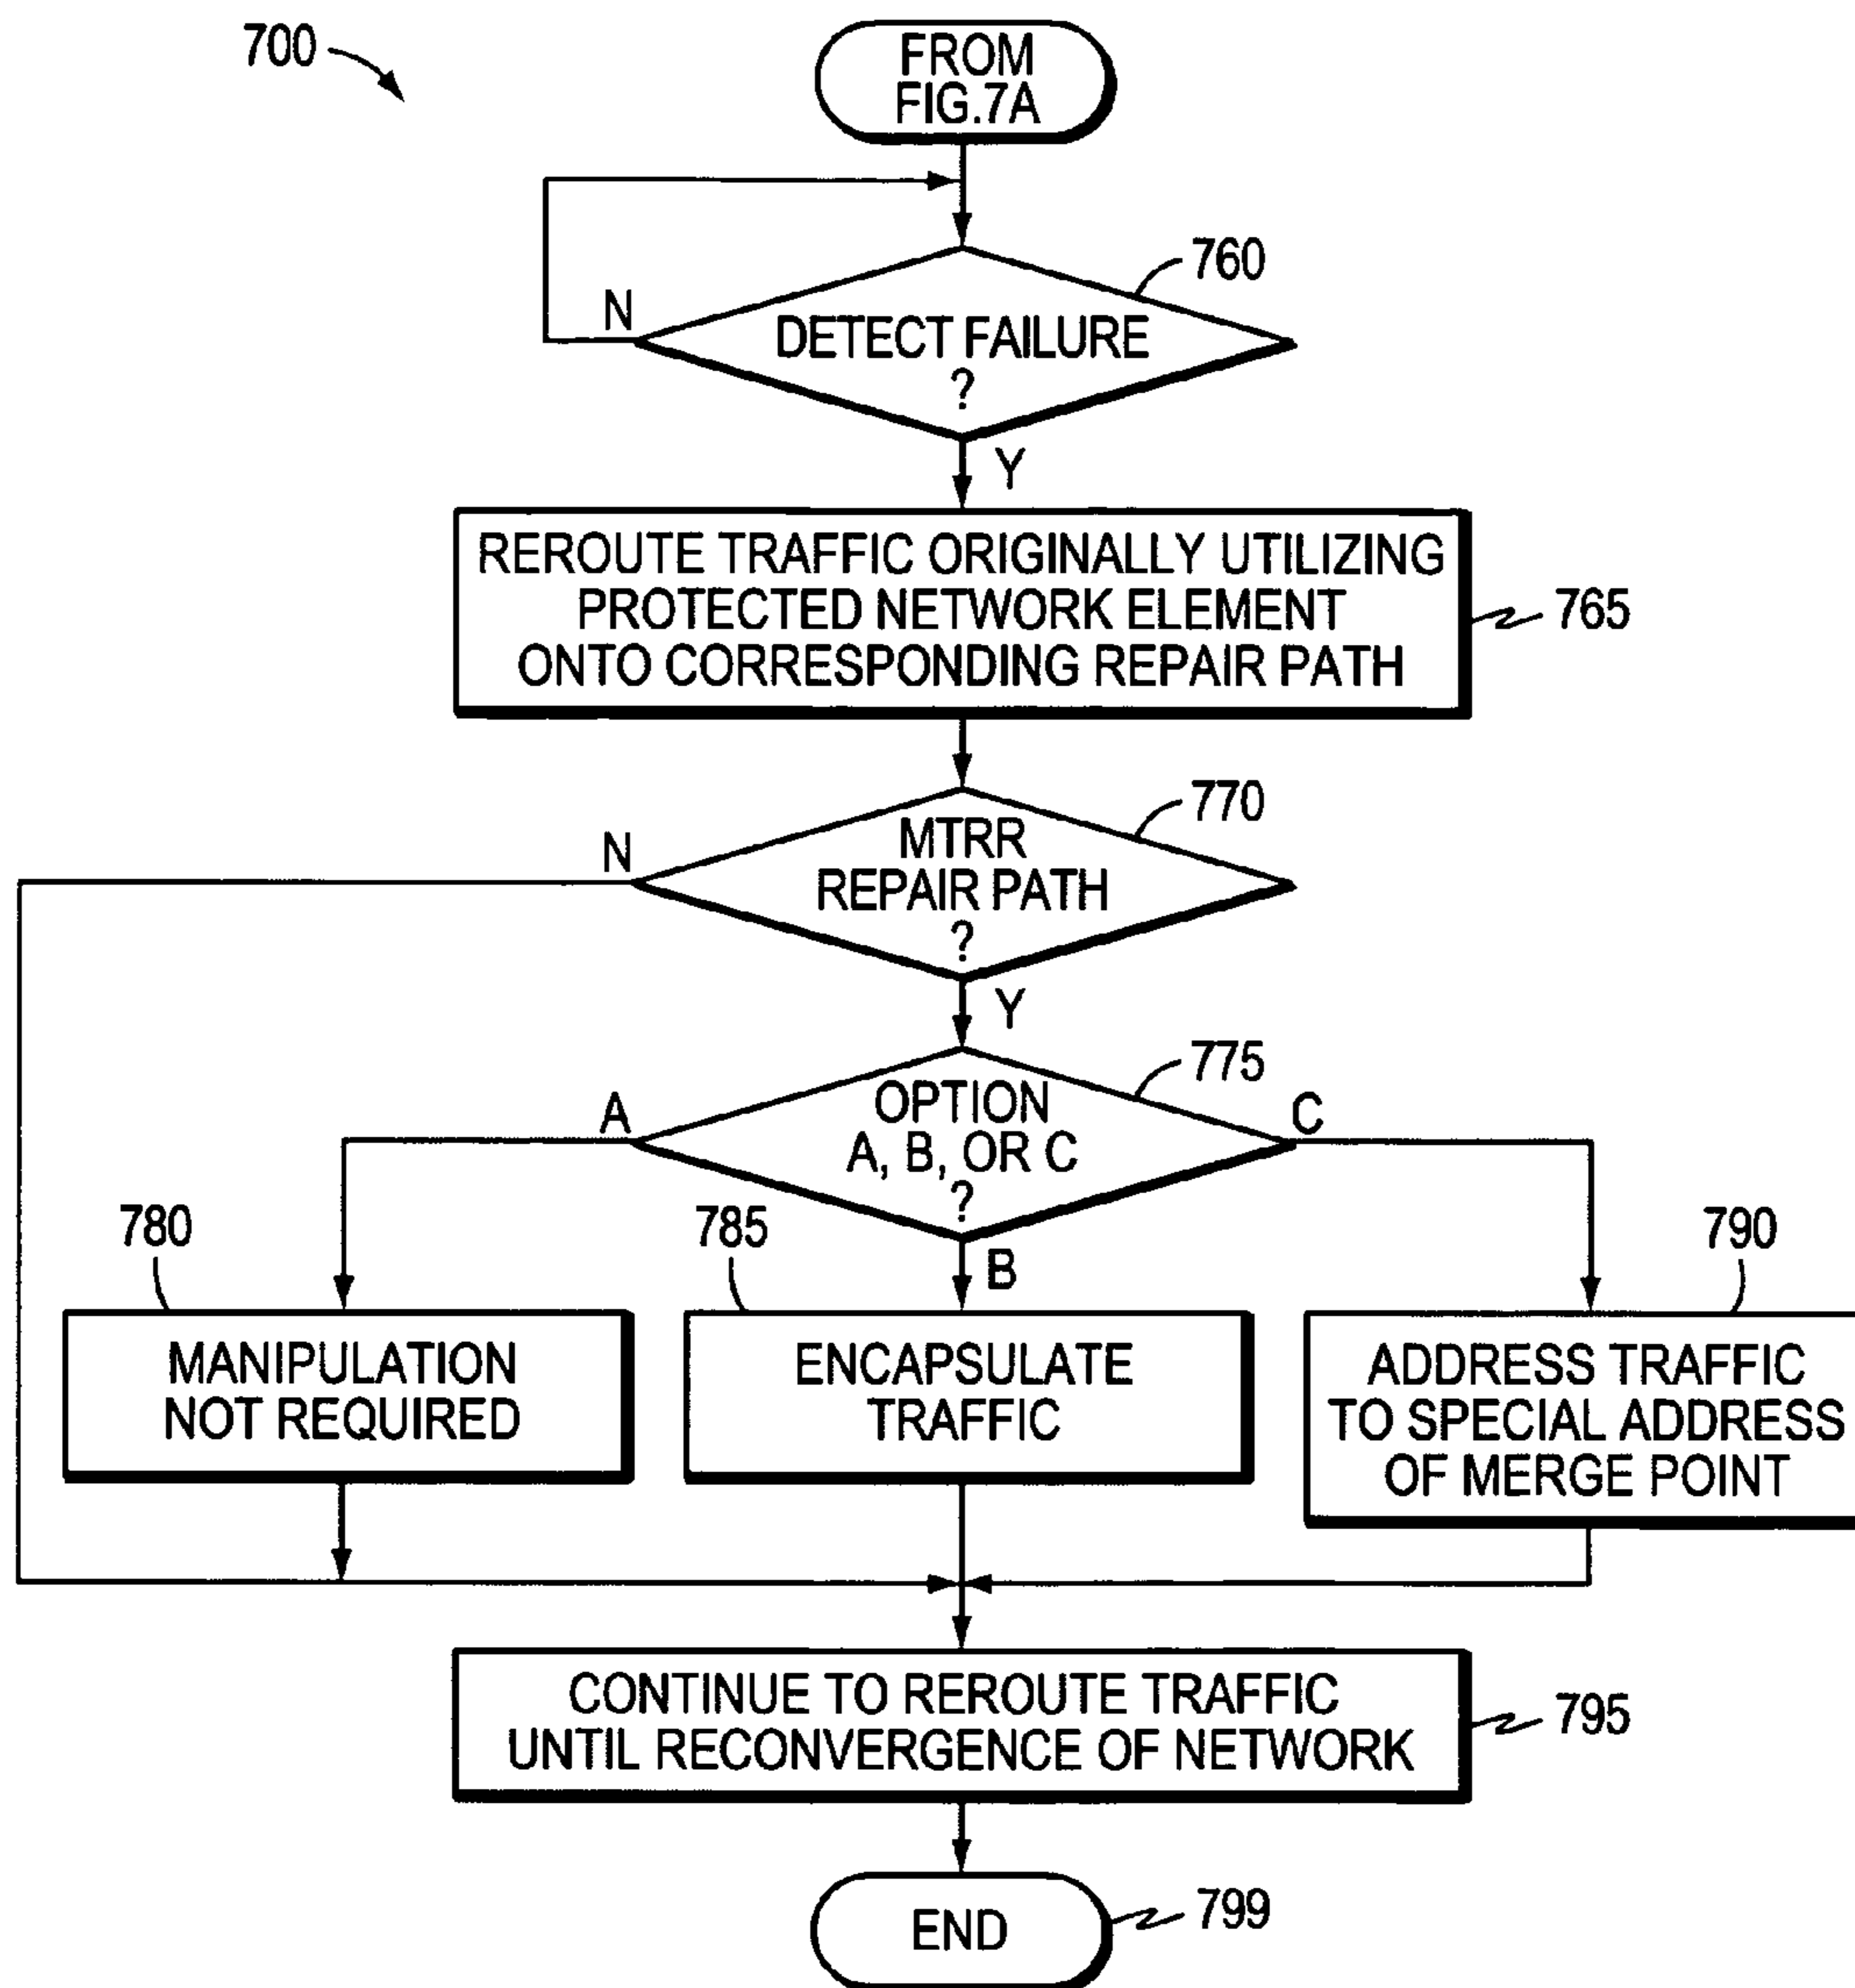 700
FROM
FIG.7A
760
N
DETECT FAILURE
?
Y
REROUTE TRAFFIC ORIGINALLY UTILIZING
PROTECTED NETWORK ELEMENT
ONTO CORRESPONDING REPAIR PATH
765
770
N
MTRR
REPAIR PATH
?
Y
775
A
OPTION
A, B, OR C
?
C
B
780
785
790
MANIPULATION
NOT REQUIRED
ENCAPSULATE
TRAFFIC
ADDRESS TRAFFIC
TO SPECIAL ADDRESS
OF MERGE POINT
CONTINUE TO REROUTE TRAFFIC
UNTIL RECONVERGENCE OF NETWORK
795
END
799